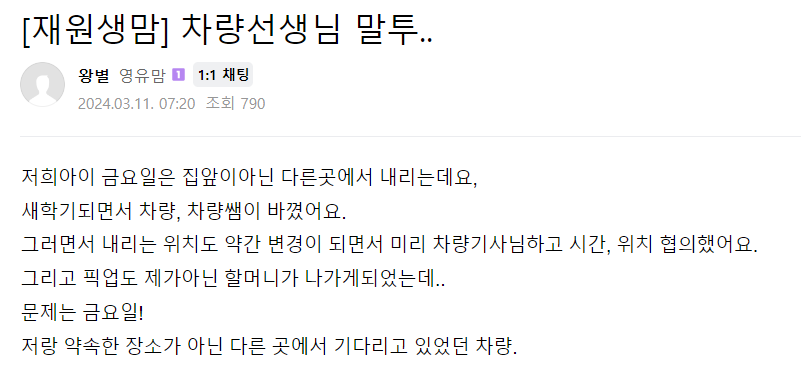 [재원생맘] 차량선생님 말투..
왕별 영유맘 1 1:1 채팅
2024.03.11. 07:20 조회 790
저희아이 금요일은 집앞이아닌 다른곳에서 내리는데요,
새학기되면서 차량, 차량쌤이 바꼈어요.
그러면서 내리는 위치도 약간 변경이 되면서 미리 차량기사님하고 시간, 위치 협의했어요.
그리고 픽업도 제가아닌 할머니가 나가게되었는데..
문제는 금요일!
저랑 약속한 장소가 아닌 다른 곳에서 기다리고 있었던 차량.